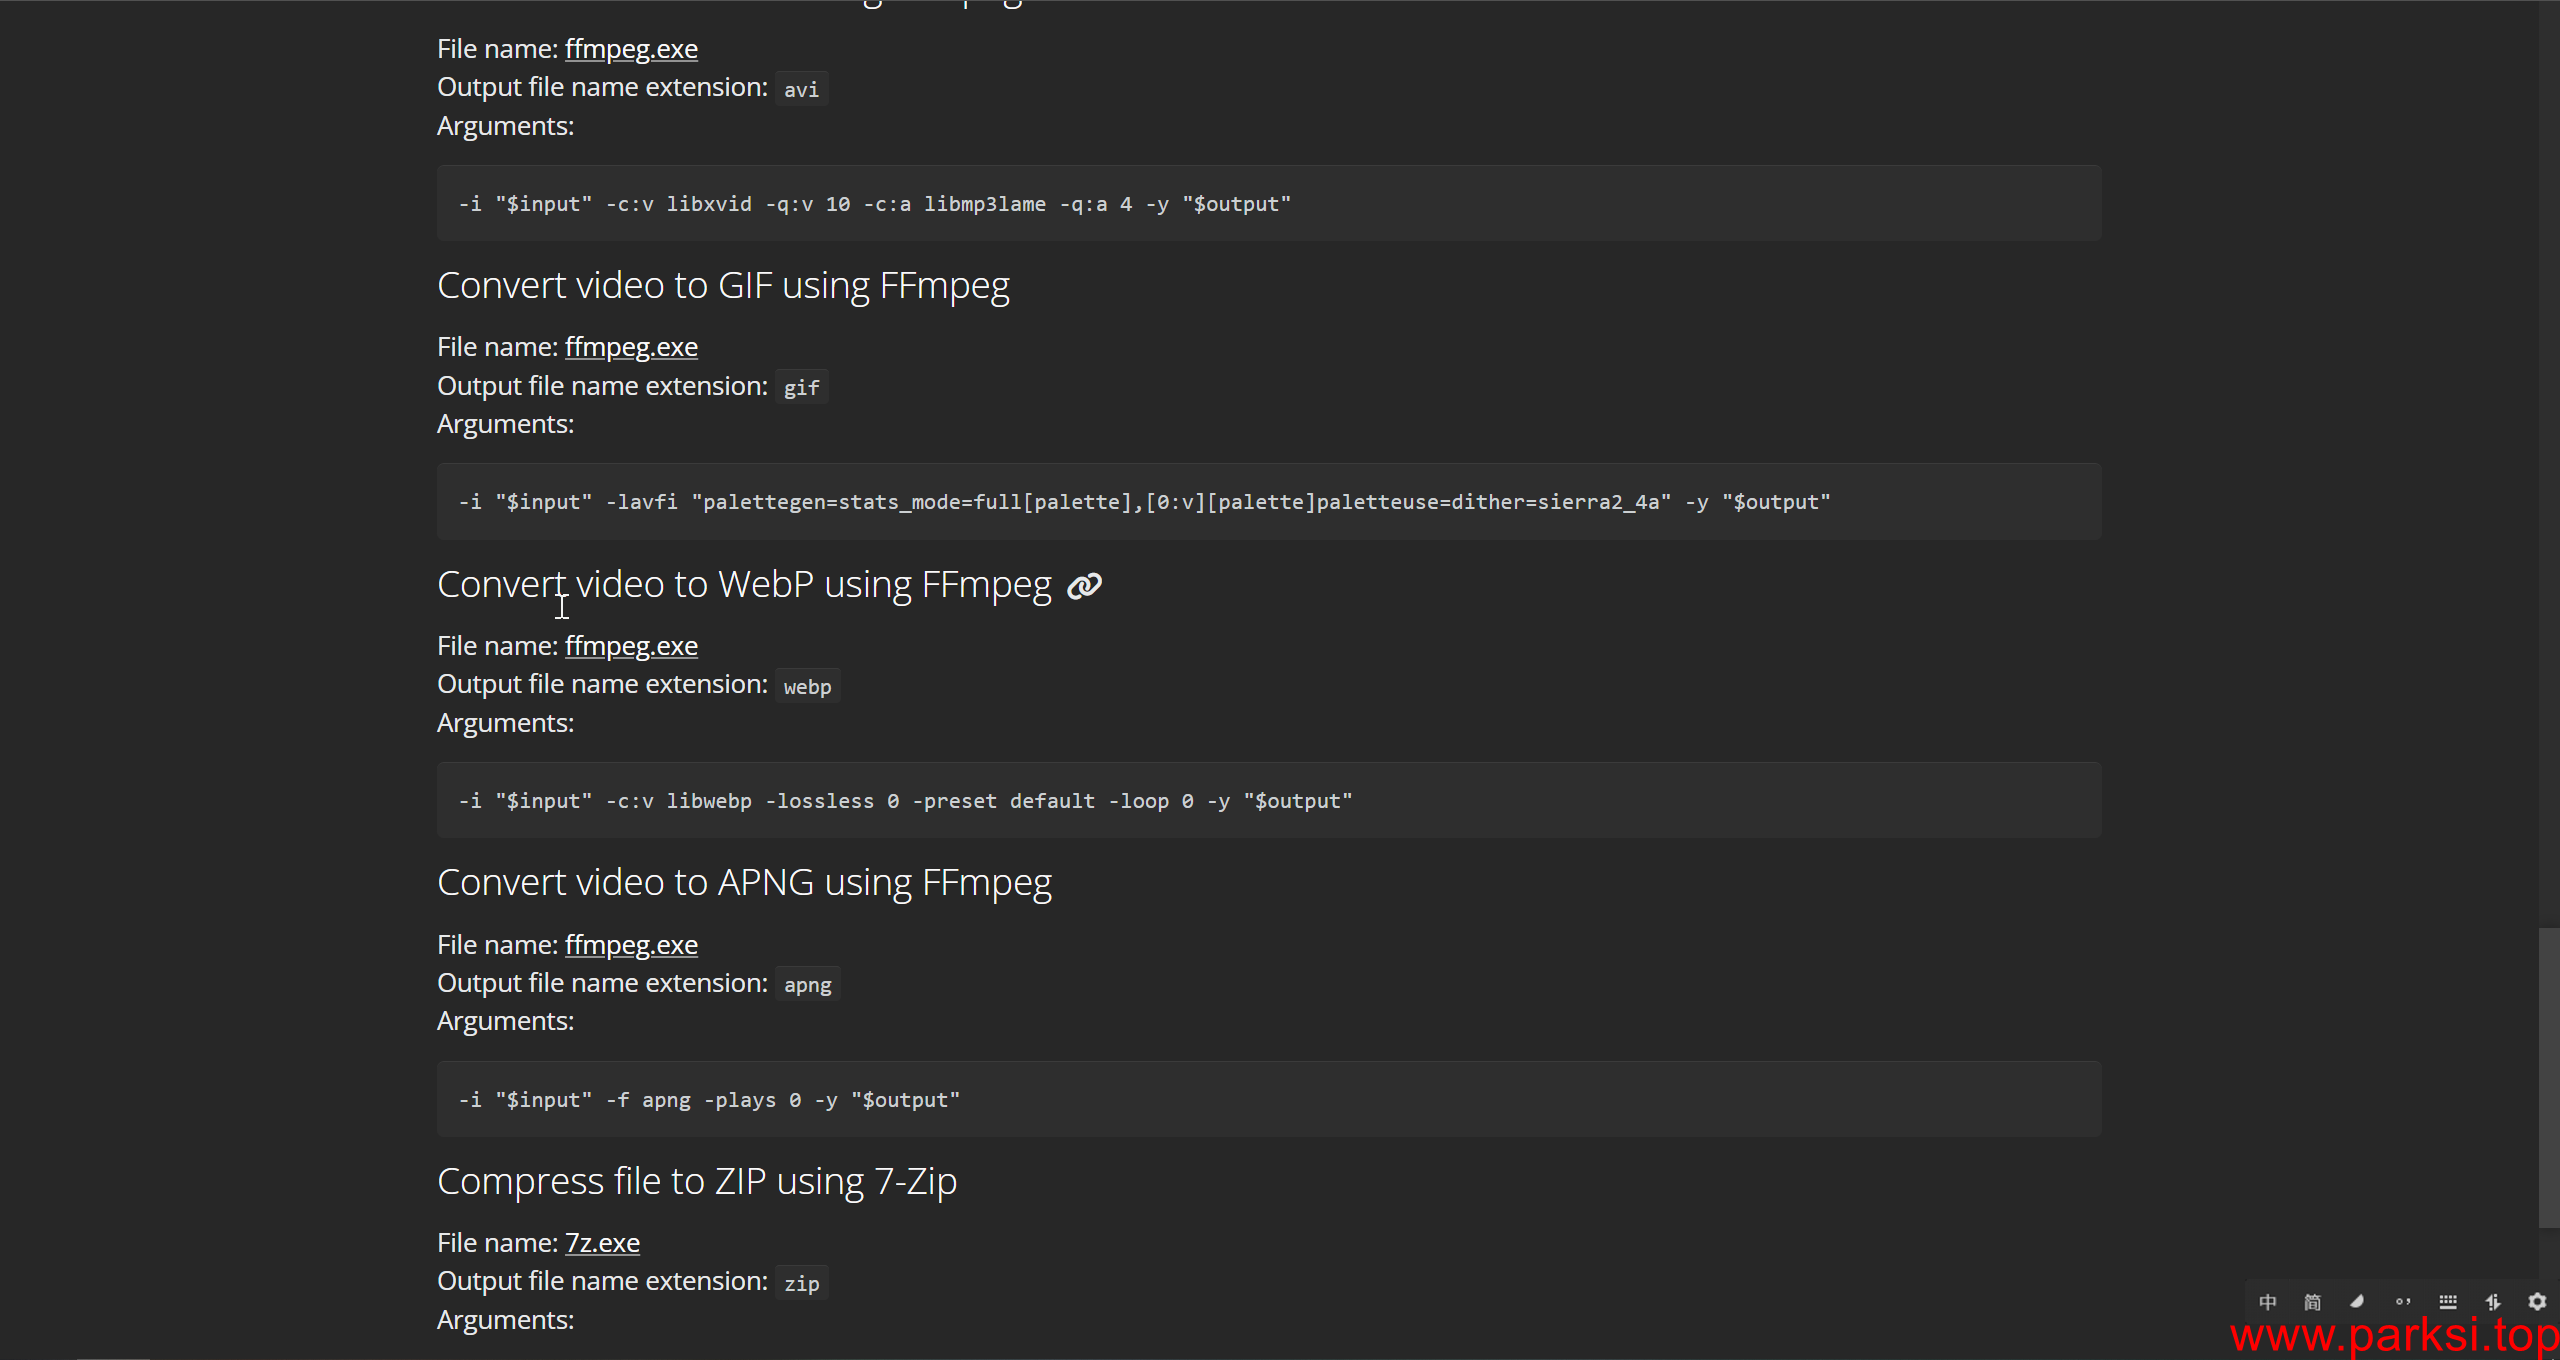 File name: ffmpeg.exe
Output file name extension: avi
Arguments:
-i "$input" -c:v libxvid -q:v 10 -c:a libmp3lame -q:a 4 -y "$output"
Convert video to GIF using FFmpeg
File name: ffmpeg.exe
Output file name extension: gif
Arguments:
-i "$input" -lavfi "palettegen=stats_mode=full[palette],[0:v][palette]paletteuse=dither=sierra2_4a" -y "$output"
Convert video to WebP using FFmpeg
File name: ffmpeg.exe
Output file name extension: webp
Arguments:
-i "$input" -c:v libwebp -lossless 0 -preset default -loop 0 -y "$output"
Convert video to APNG using FFmpeg
File name: ffmpeg.exe
Output file name extension: apng
Arguments:
-i "$input" -f apng -plays 0 -y "$output"
Compress file to ZIP using 7-Zip
File name: 7z.exe
Output file name extension: zip
Arguments:
中 简
www.parksi.top